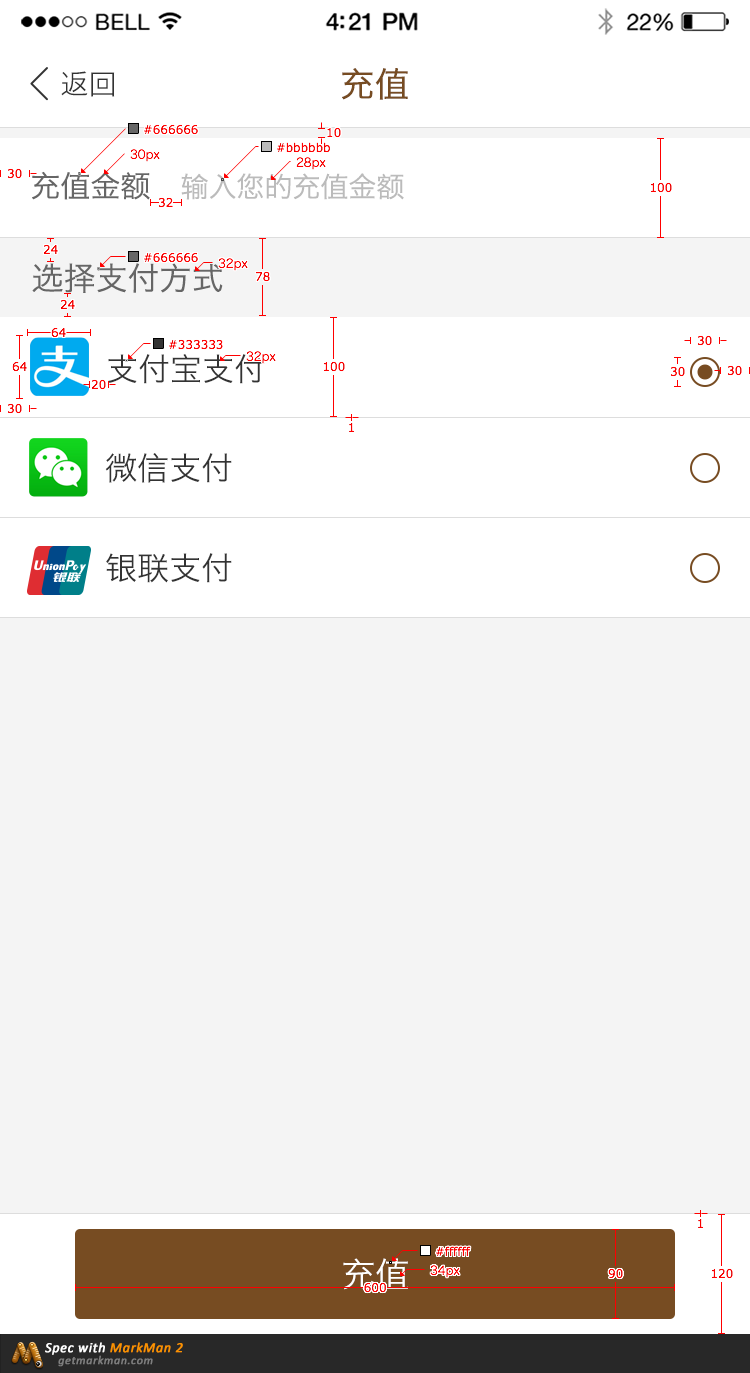 BELL 4:21 PM 22%
返回 充值
#666666 10
30px #bbbbbb
28px
30 充值金额 32 输入您的充值金额 100
24 #666666 32px
选择支付方式 78
24
64 #333333 30
64 支 20 支付宝支付 32px 100 30 30
30 1
微信支付
UnionPay 银联 银联支付
1
#ffffff
充值 34px 90 120
600
Spec with MarkMan 2
getmarkman.com